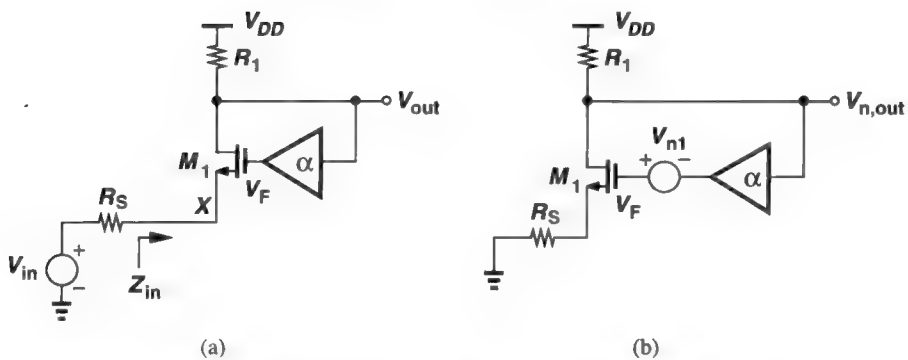 V_DD
R_1
V_out
M_1
α
V_F
X
R_S
V_in
+
−
Z_in
(a)
V_DD
R_1
V_n,out
V_n1
+
−
M_1
α
V_F
R_S
(b)